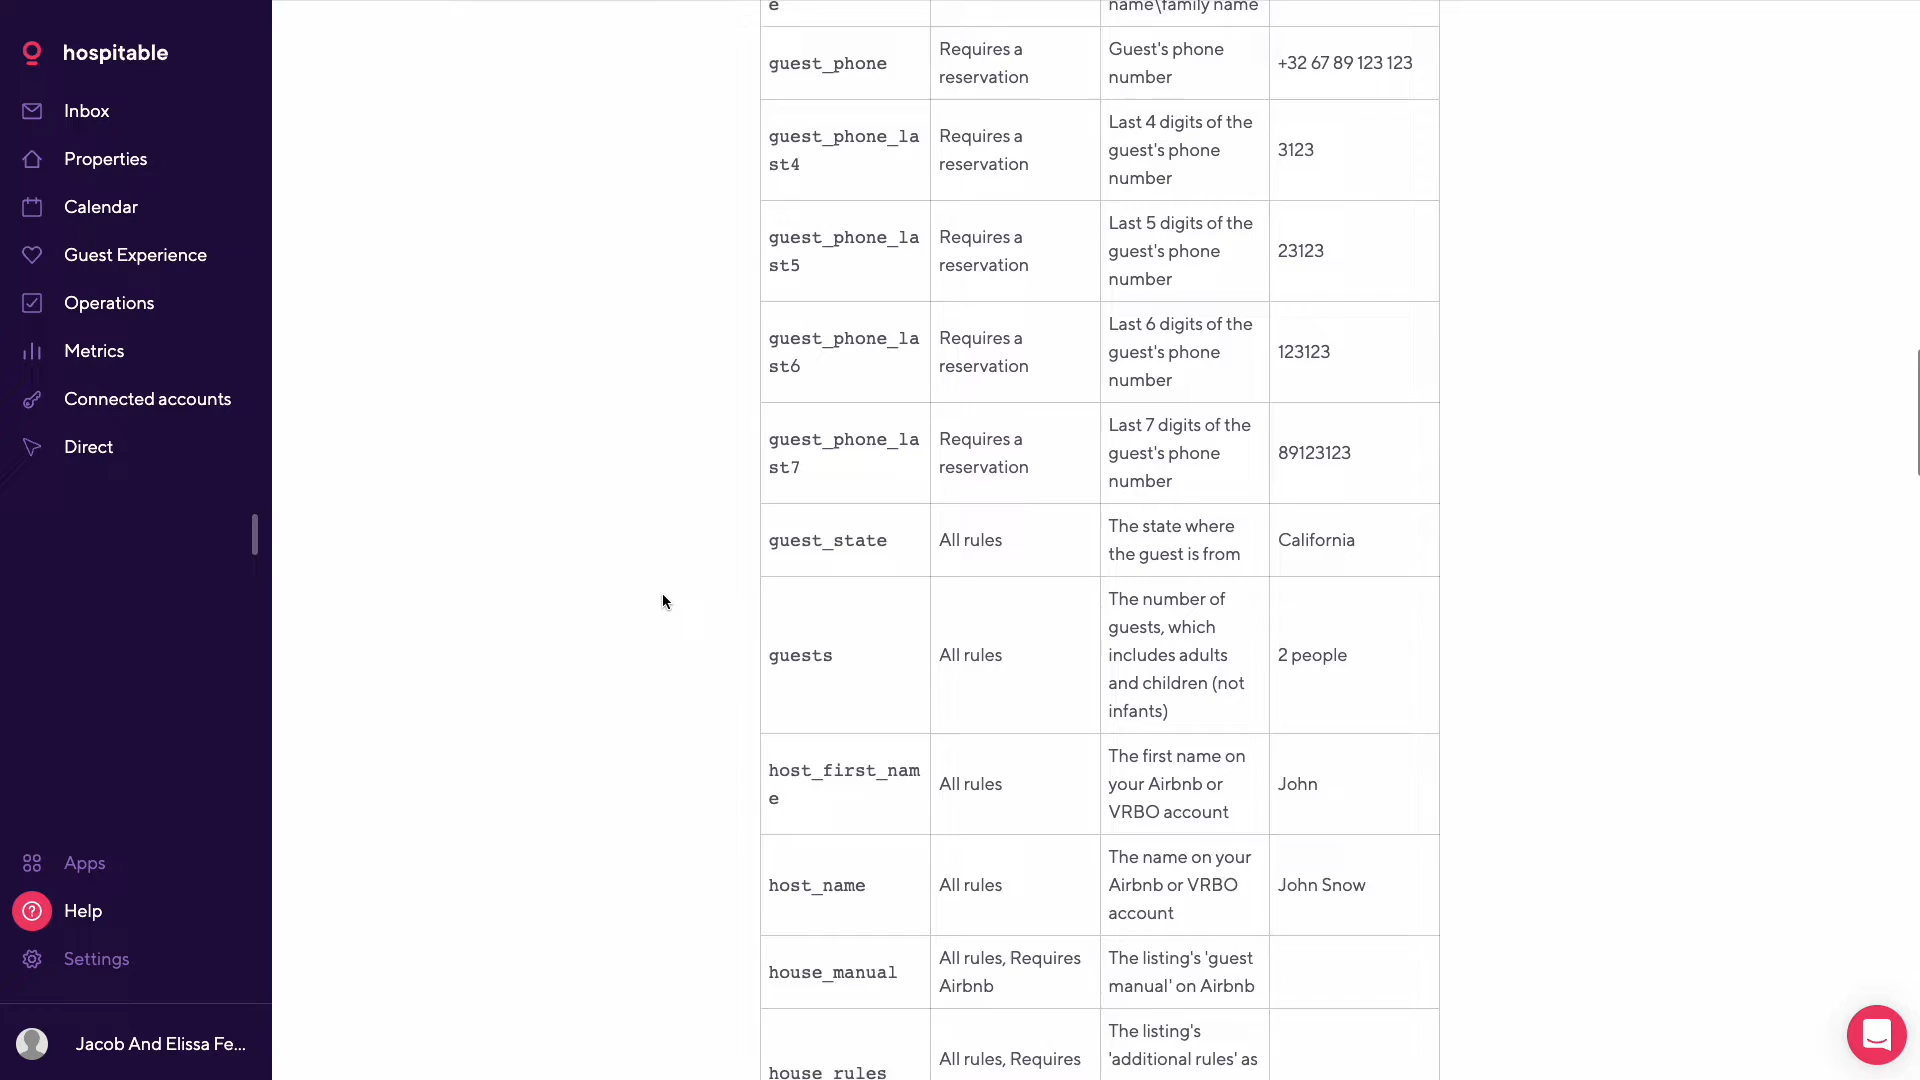 hospitable
Inbox
Properties
Calendar
Guest Experience
Operations
Metrics
Connected accounts
Direct
Apps
Help
Settings
Jacob And Elissa Fe...
e
name\family name
guest_phone
Requires a
reservation
Guest's phone
number
+32 67 89 123 123
guest_phone_la
st4
Requires a
reservation
Last 4 digits of the
guest's phone
number
3123
guest_phone_la
st5
Requires a
reservation
Last 5 digits of the
guest's phone
number
23123
guest_phone_la
st6
Requires a
reservation
Last 6 digits of the
guest's phone
number
123123
guest_phone_la
st7
Requires a
reservation
Last 7 digits of the
guest's phone
number
89123123
guest_state
All rules
The state where
the guest is from
California
guests
All rules
The number of
guests, which
includes adults
and children (not
infants)
2 people
host_first_nam
e
All rules
The first name on
your Airbnb or
VRBO account
John
host_name
All rules
The name on your
Airbnb or VRBO
account
John Snow
house_manual
All rules, Requires
Airbnb
The listing's 'guest
manual' on Airbnb
house_rules
All rules, Requires
The listing's
'additional rules' as